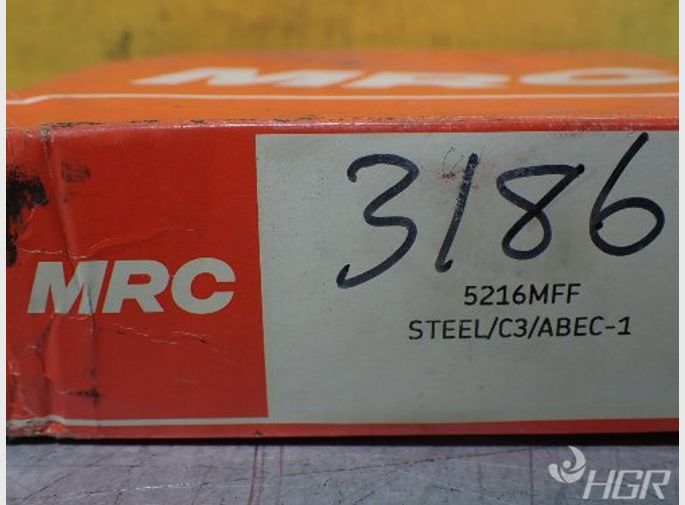 MRC
3186
MRC
5216MFF
STEEL/C3/ABEC-1
HGR